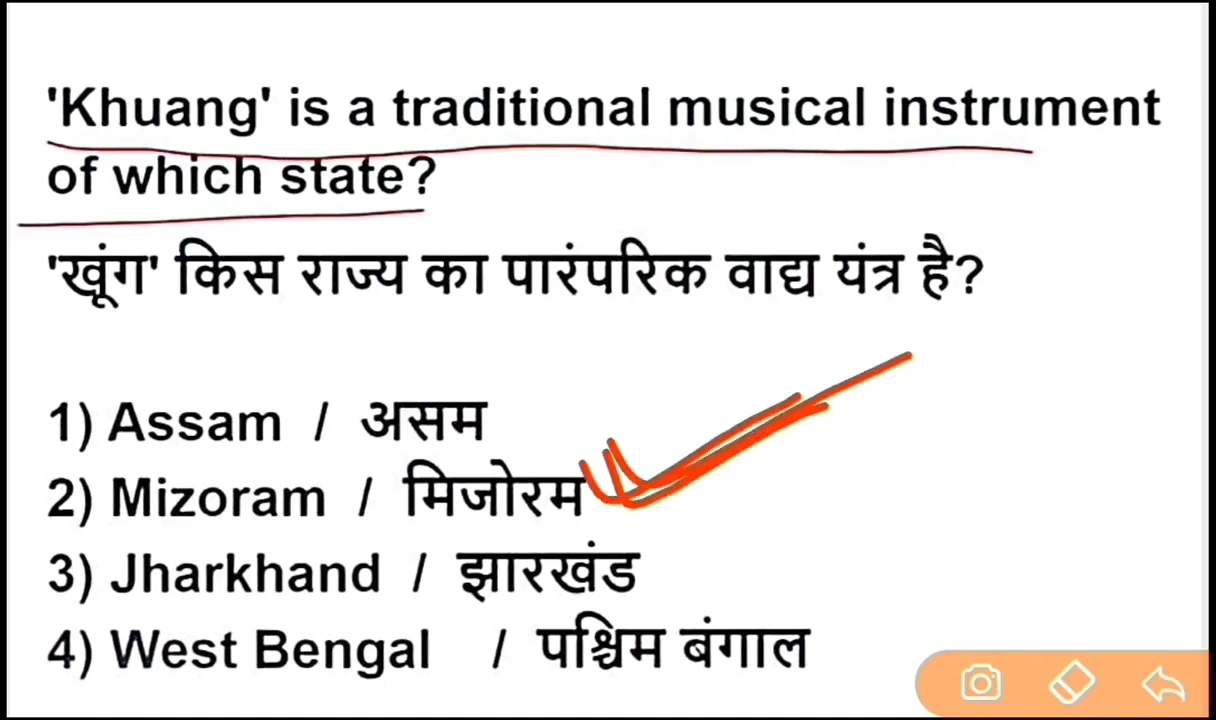 'Khuang' is a traditional musical instrument
of which state?
'खूंग' किस राज्य का पारंपरिक वाद्य यंत्र है?
1) Assam / असम
2) Mizoram / मिजोरम
3) Jharkhand / झारखंड
4) West Bengal / पश्चिम बंगाल